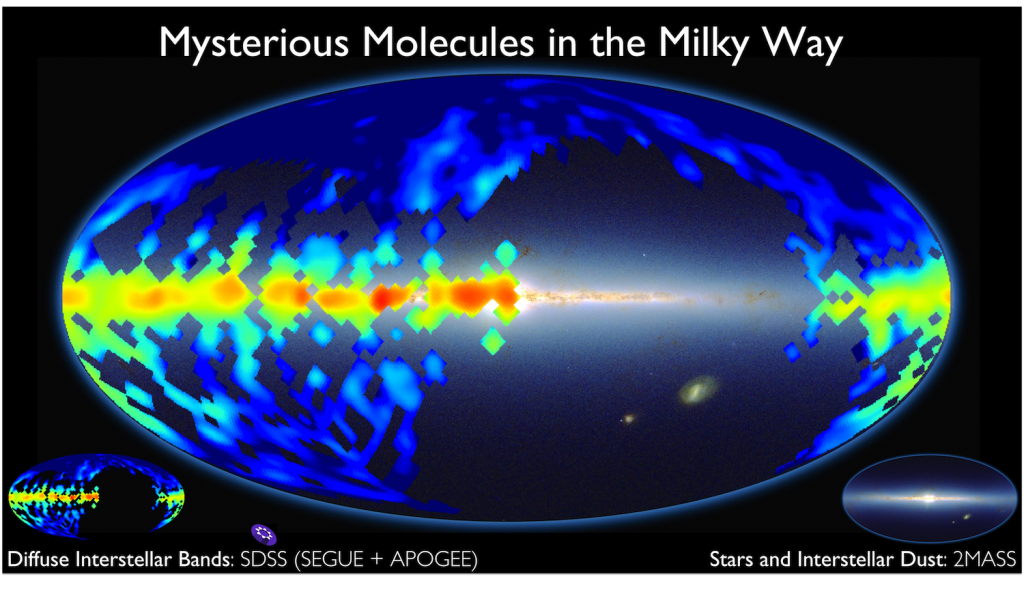 Mysterious Molecules in the Milky Way
Diffuse Interstellar Bands: SDSS (SEGUE + APOGEE)
Stars and Interstellar Dust: 2MASS